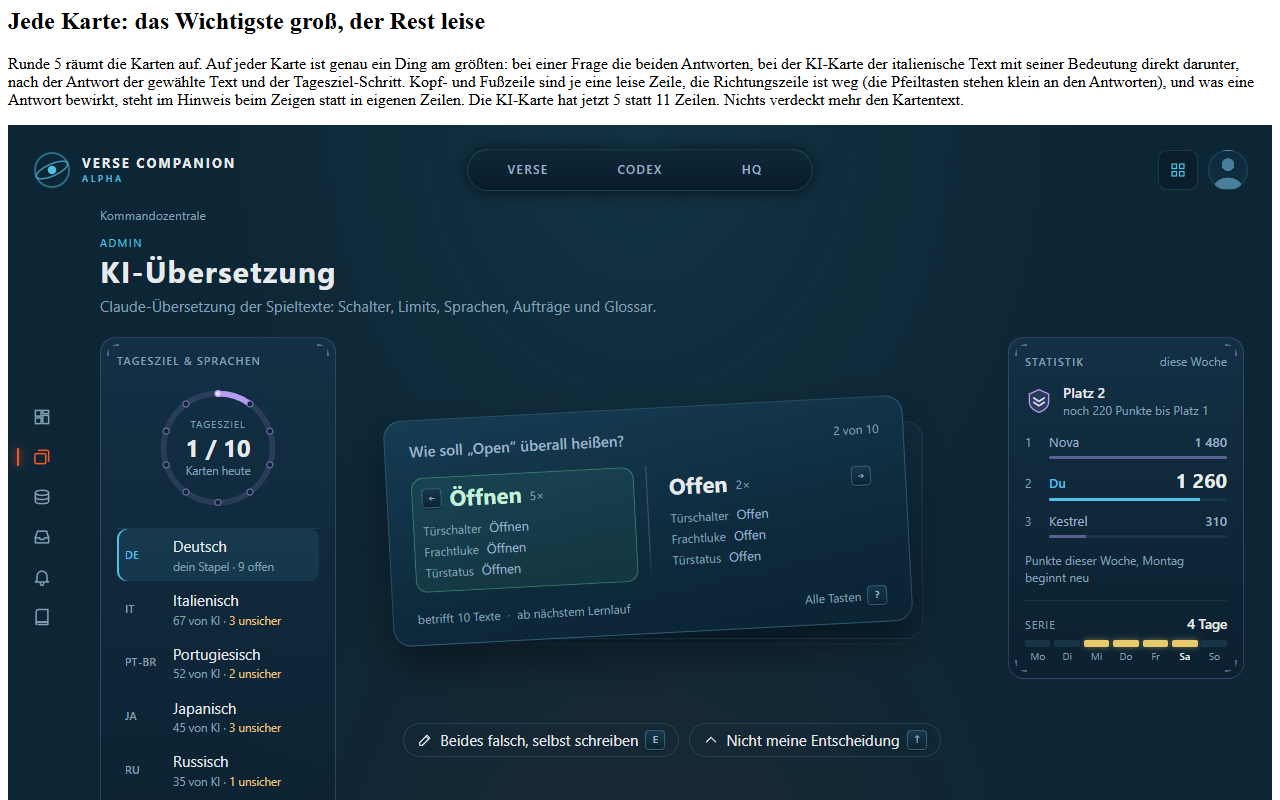 Jede Karte: das Wichtigste groß, der Rest leise
Runde 5 räumt die Karten auf. Auf jeder Karte ist genau ein Ding am größten: bei einer Frage die beiden Antworten, bei der KI-Karte der italienische Text mit seiner Bedeutung direkt darunter,
nach der Antwort der gewählte Text und der Tagesziel-Schritt. Kopf- und Fußzeile sind je eine leise Zeile, die Richtungszeile ist weg (die Pfeiltasten stehen klein an den Antworten), und was eine
Antwort bewirkt, steht im Hinweis beim Zeigen statt in eigenen Zeilen. Die KI-Karte hat jetzt 5 statt 11 Zeilen. Nichts verdeckt mehr den Kartentext.
VERSE COMPANION
ALPHA
VERSE CODEX HQ
Kommandozentrale
ADMIN
KI-Übersetzung
Claude-Übersetzung der Spieltexte: Schalter, Limits, Sprachen, Aufträge und Glossar.
TAGESZIEL & SPRACHEN
TAGESZIEL
1 / 10
Karten heute
DE Deutsch
dein Stapel · 9 offen
IT Italienisch
67 von KI · 3 unsicher
PT-BR Portugiesisch
52 von KI · 2 unsicher
JA Japanisch
45 von KI · 3 unsicher
RU Russisch
35 von KI · 1 unsicher
Wie soll „Open“ überall heißen?
2 von 10
← Öffnen 5×
Türschalter Öffnen
Frachtluke Öffnen
Türstatus Öffnen
Offen 2× →
Türschalter Offen
Frachtluke Offen
Türstatus Offen
betrifft 10 Texte · ab nächstem Lernlauf
Alle Tasten ?
Beides falsch, selbst schreiben E
Nicht meine Entscheidung ↑
STATISTIK diese Woche
Platz 2
noch 220 Punkte bis Platz 1
1 Nova 1 480
2 Du 1 260
3 Kestrel 310
Punkte dieser Woche, Montag
beginnt neu
SERIE 4 Tage
Mo Di Mi Do Fr Sa So